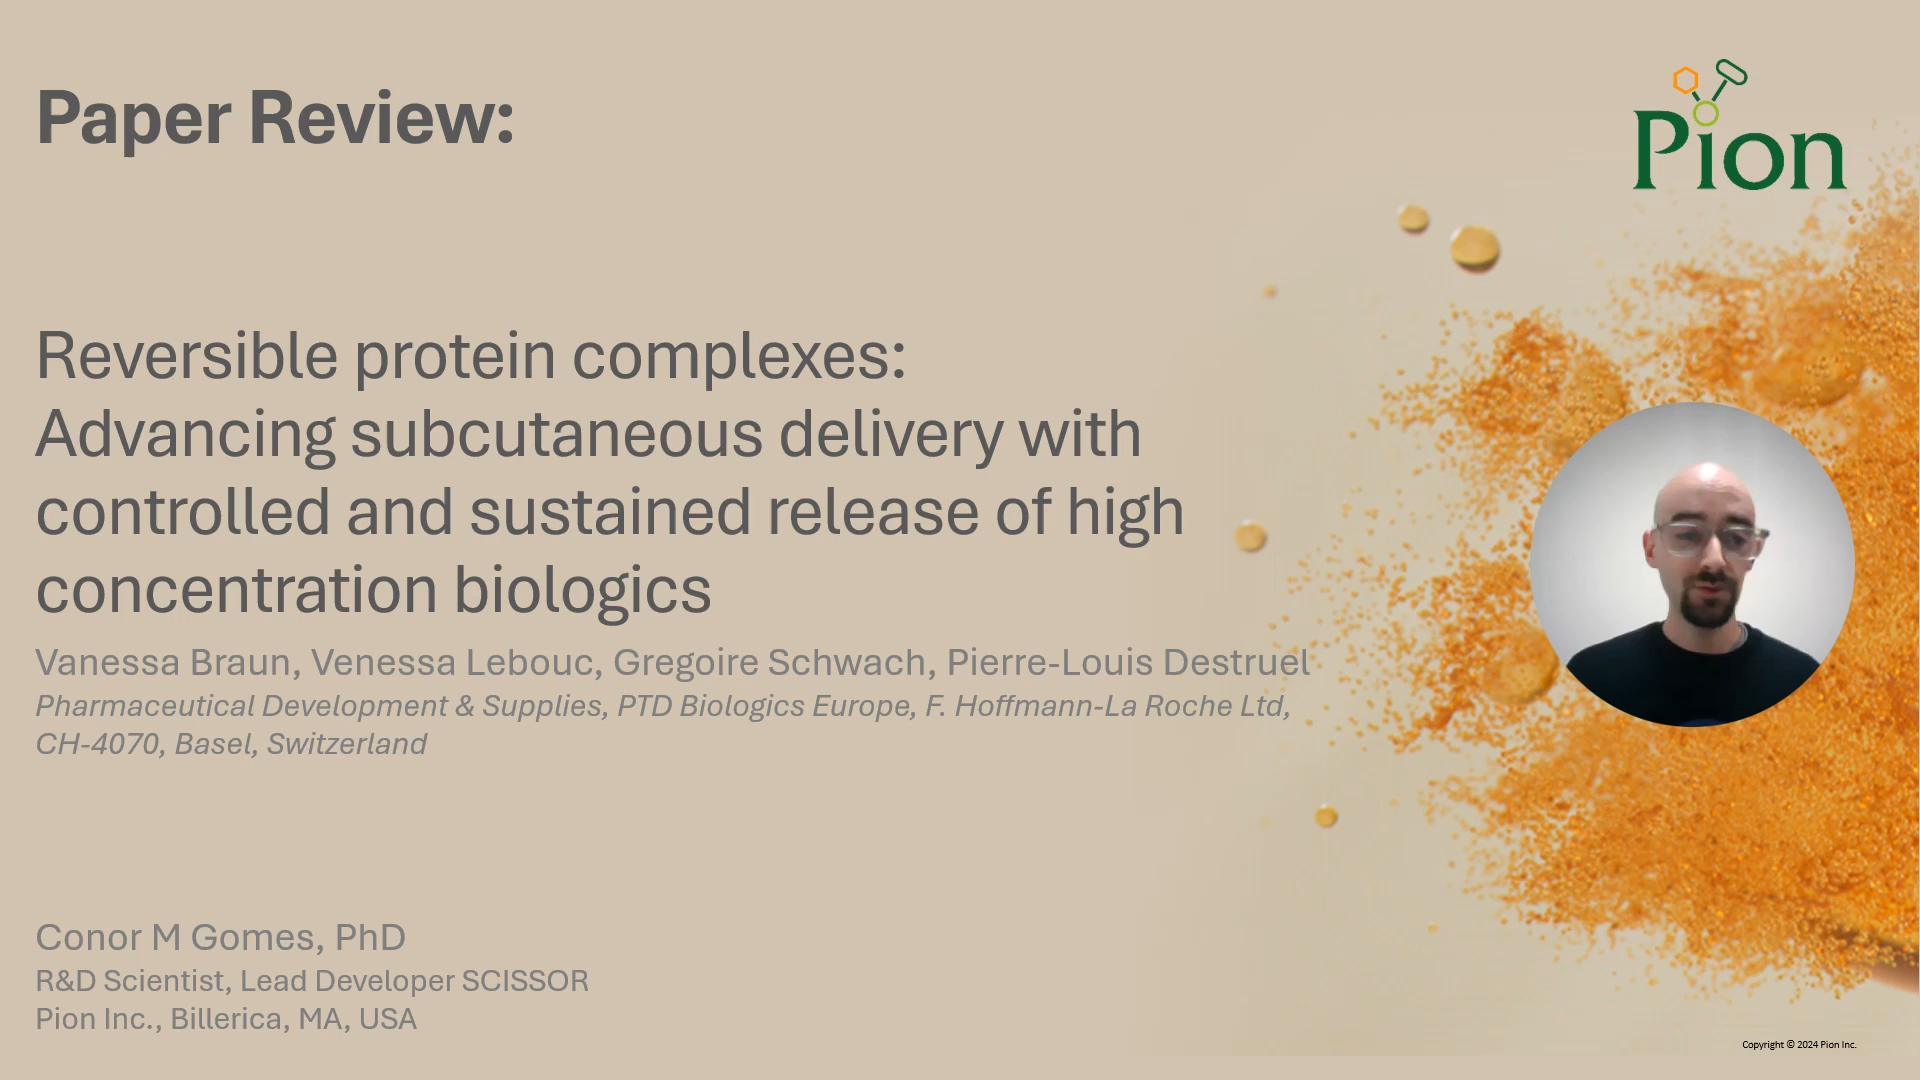 Paper Review:
Pion
Reversible protein complexes:
Advancing subcutaneous delivery with
controlled and sustained release of high
concentration biologics
Vanessa Braun, Venessa Lebouc, Gregoire Schwach, Pierre-Louis Destruel
Pharmaceutical Development & Supplies, PTD Biologics Europe, F. Hoffmann-La Roche Ltd,
CH-4070, Basel, Switzerland
Conor M Gomes, PhD
R&D Scientist, Lead Developer SCISSOR
Pion Inc., Billerica, MA, USA
Copyright © 2024 Pion Inc.